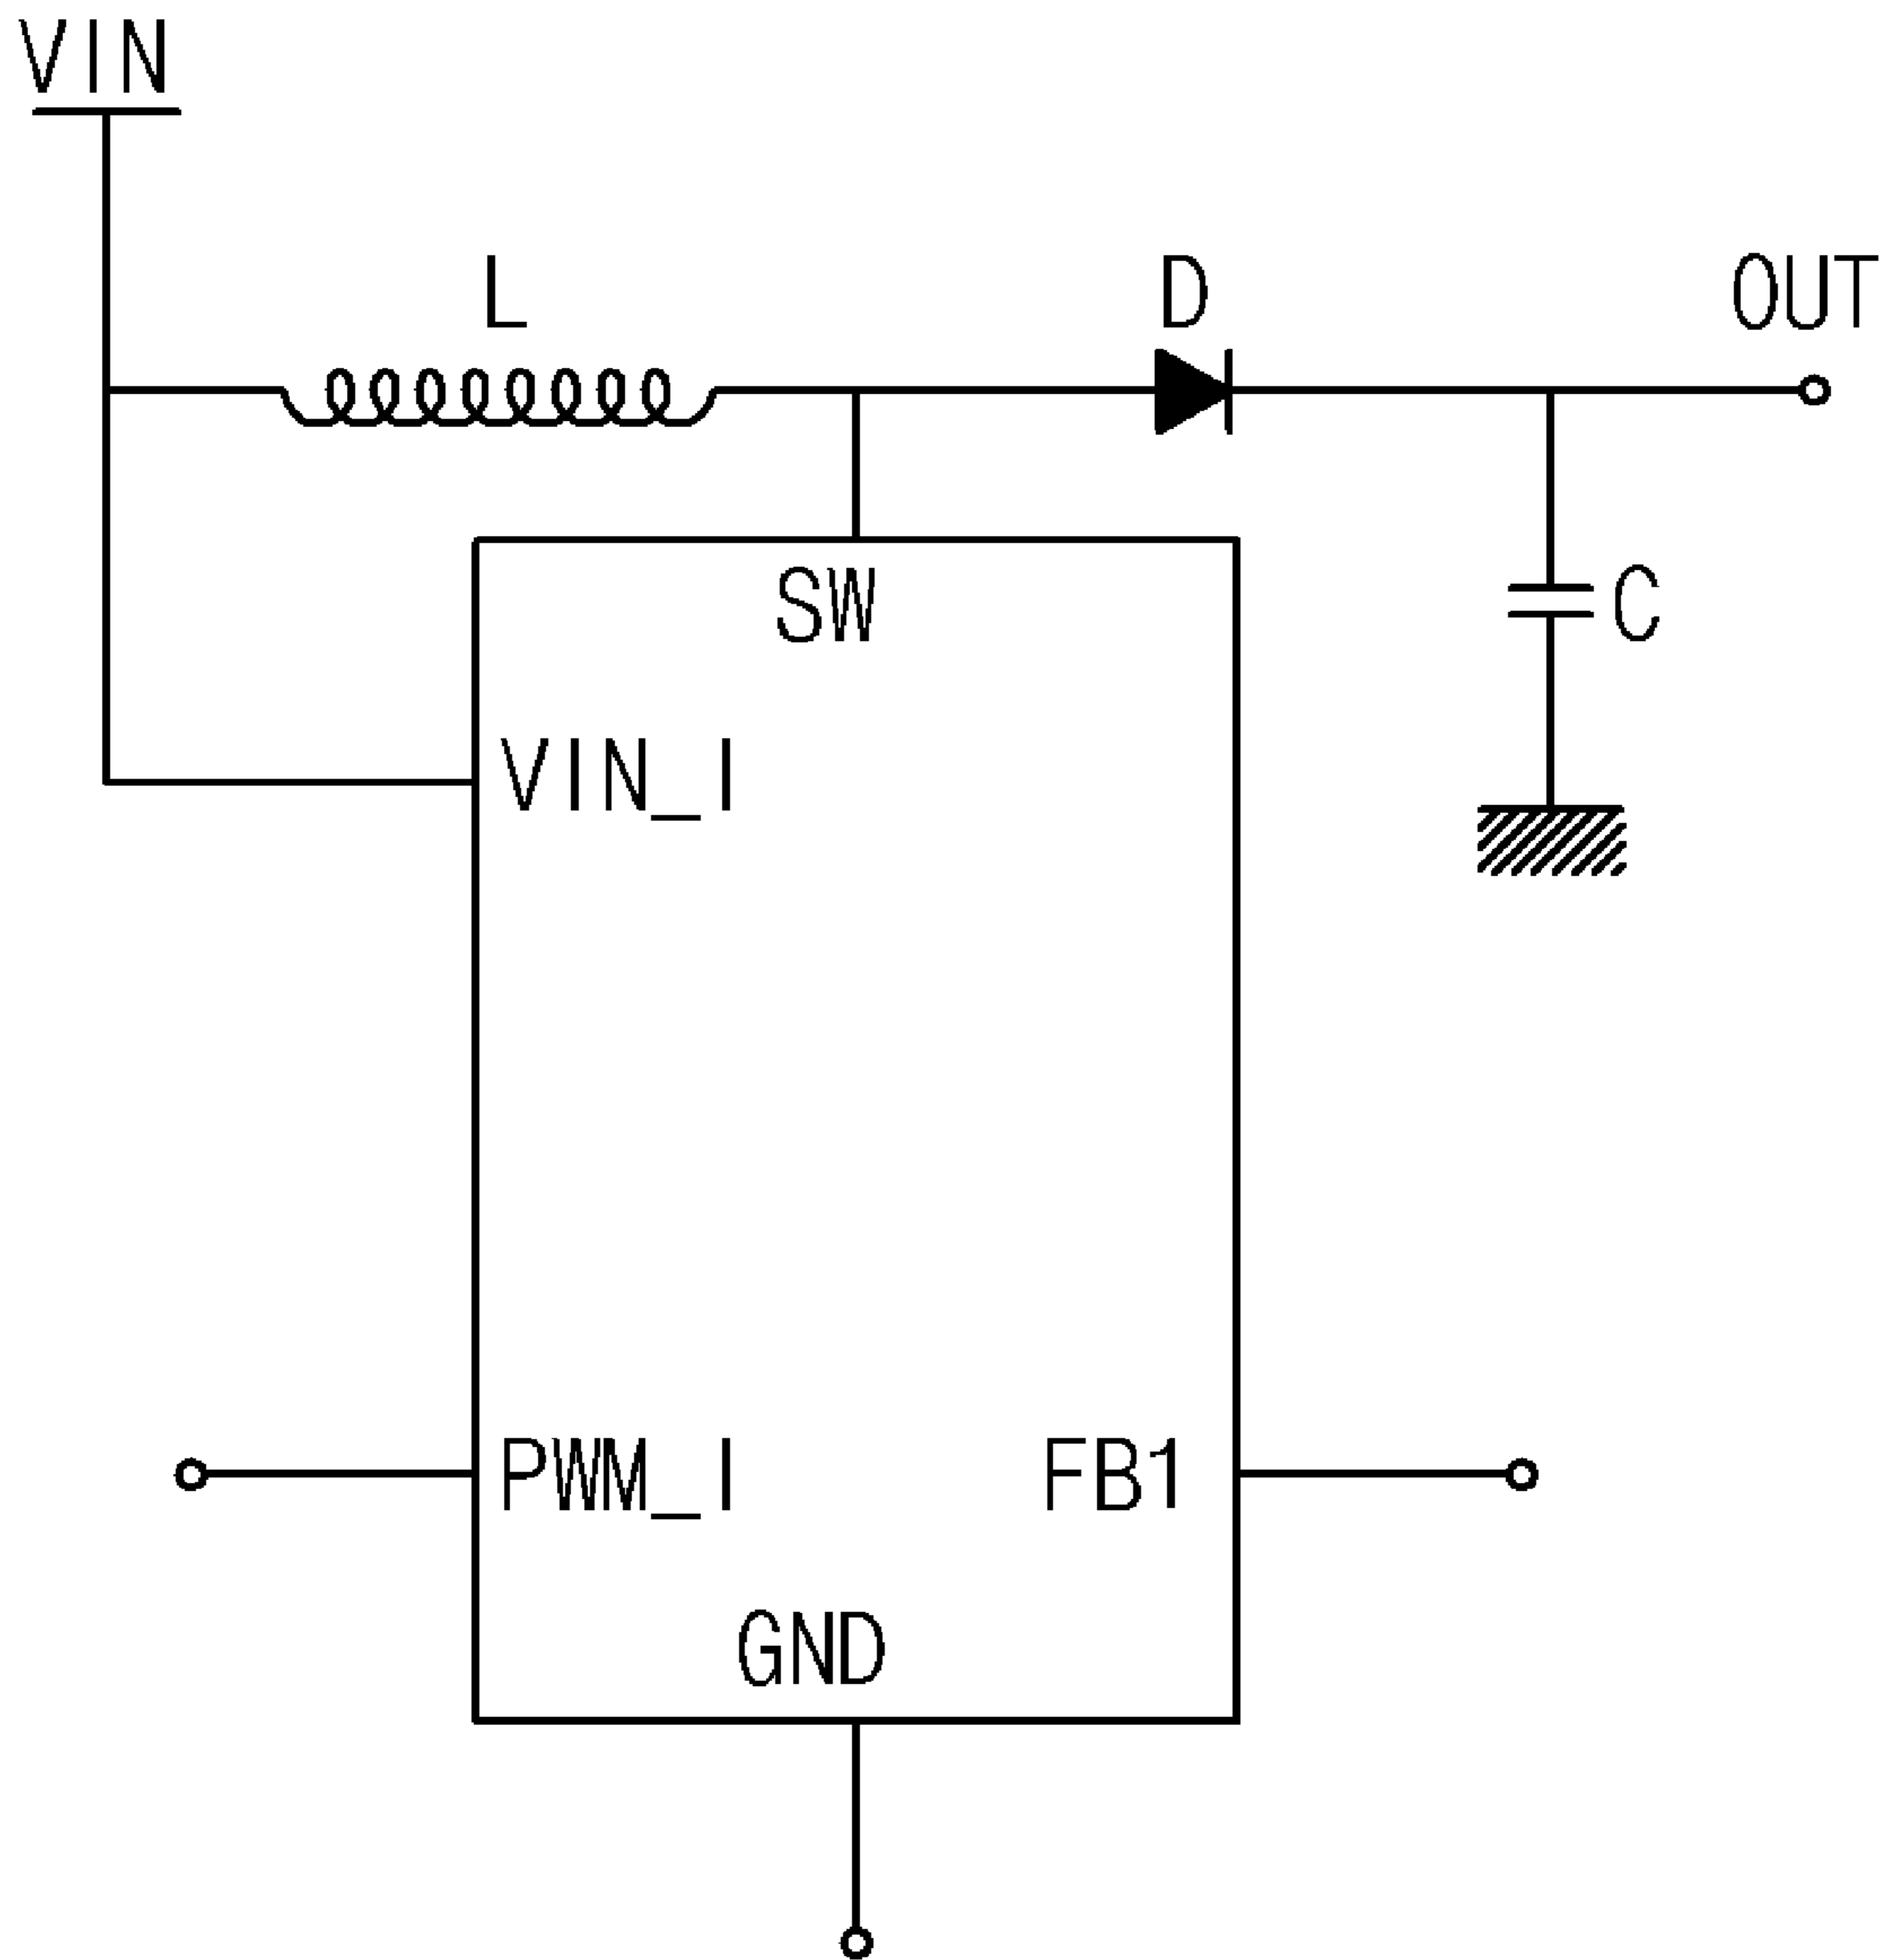 VIN
L
D
OUT
SW
C
VIN_I
PWM_I
FB1
GND